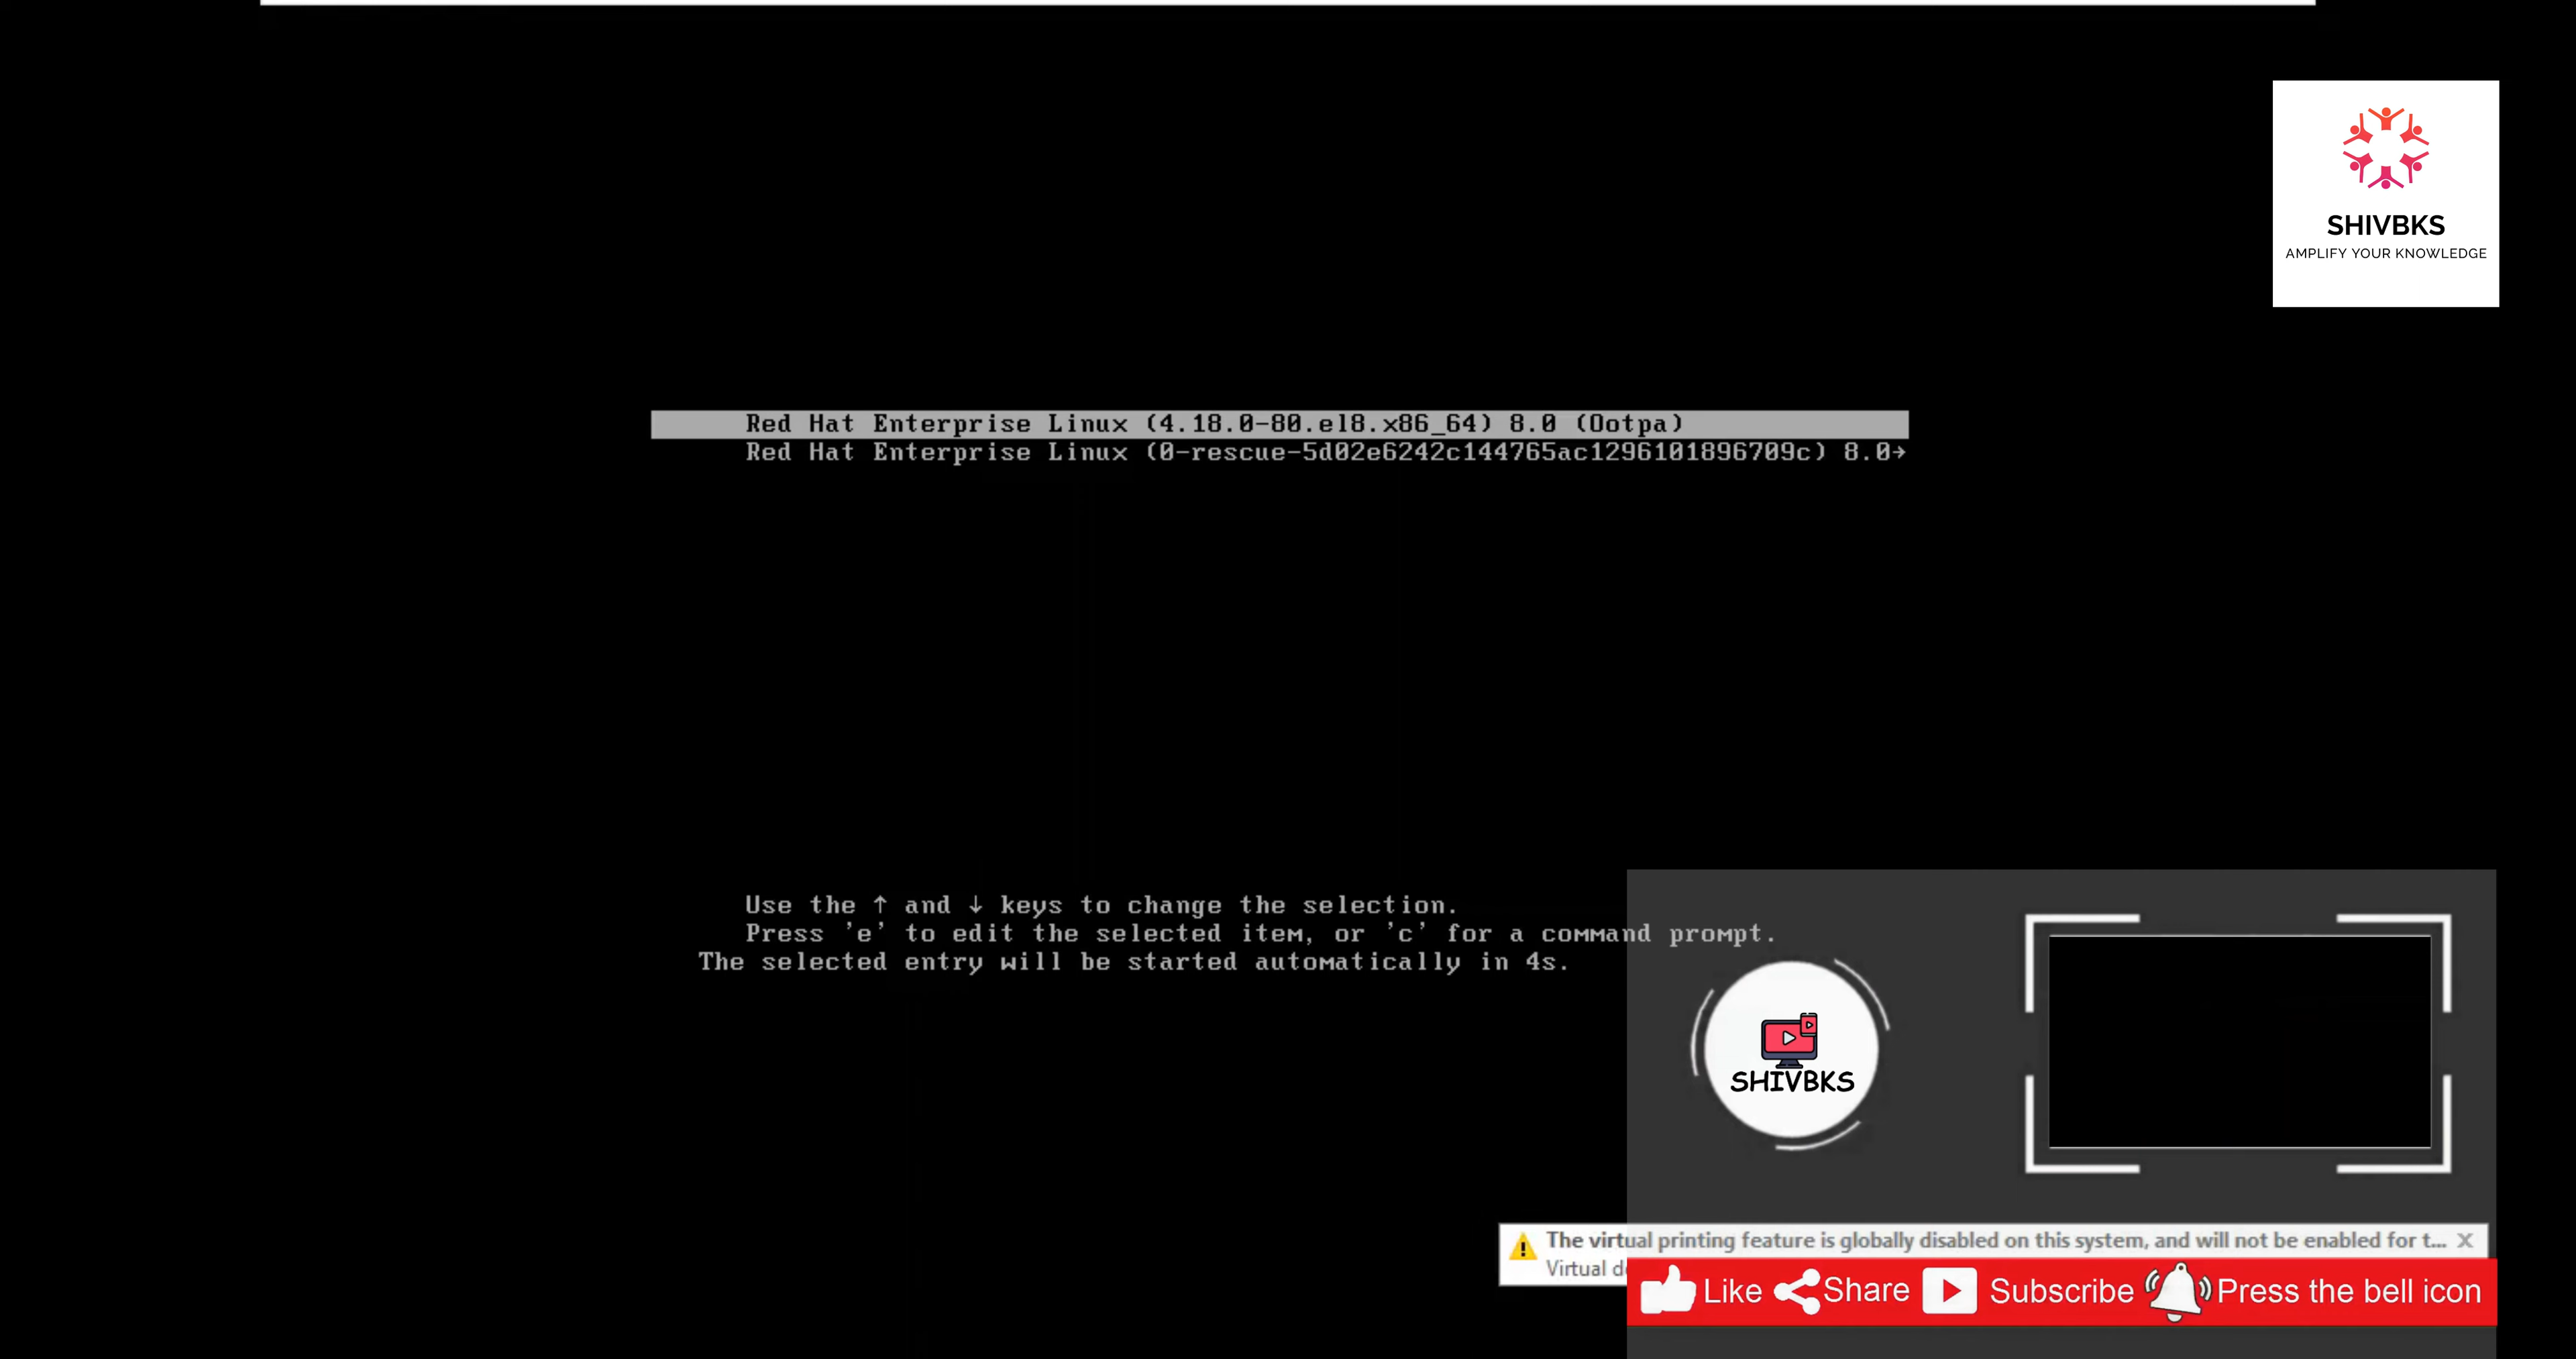 SHIVBKS
AMPLIFY YOUR KNOWLEDGE
Red Hat Enterprise Linux (4.18.0-80.el8.x86_64) 8.0 (Ootpa)
Red Hat Enterprise Linux (0-rescue-5d02e6242c144765ac1296101896709c) 8.0→
Use the ↑ and ↓ keys to change the selection.
Press 'e' to edit the selected item, or 'c' for a command prompt.
The selected entry will be started automatically in 4s.
SHIVBKS
The virtual printing feature is globally disabled on this system, and will not be enabled for t... X
Virtual
Like Share Subscribe Press the bell icon